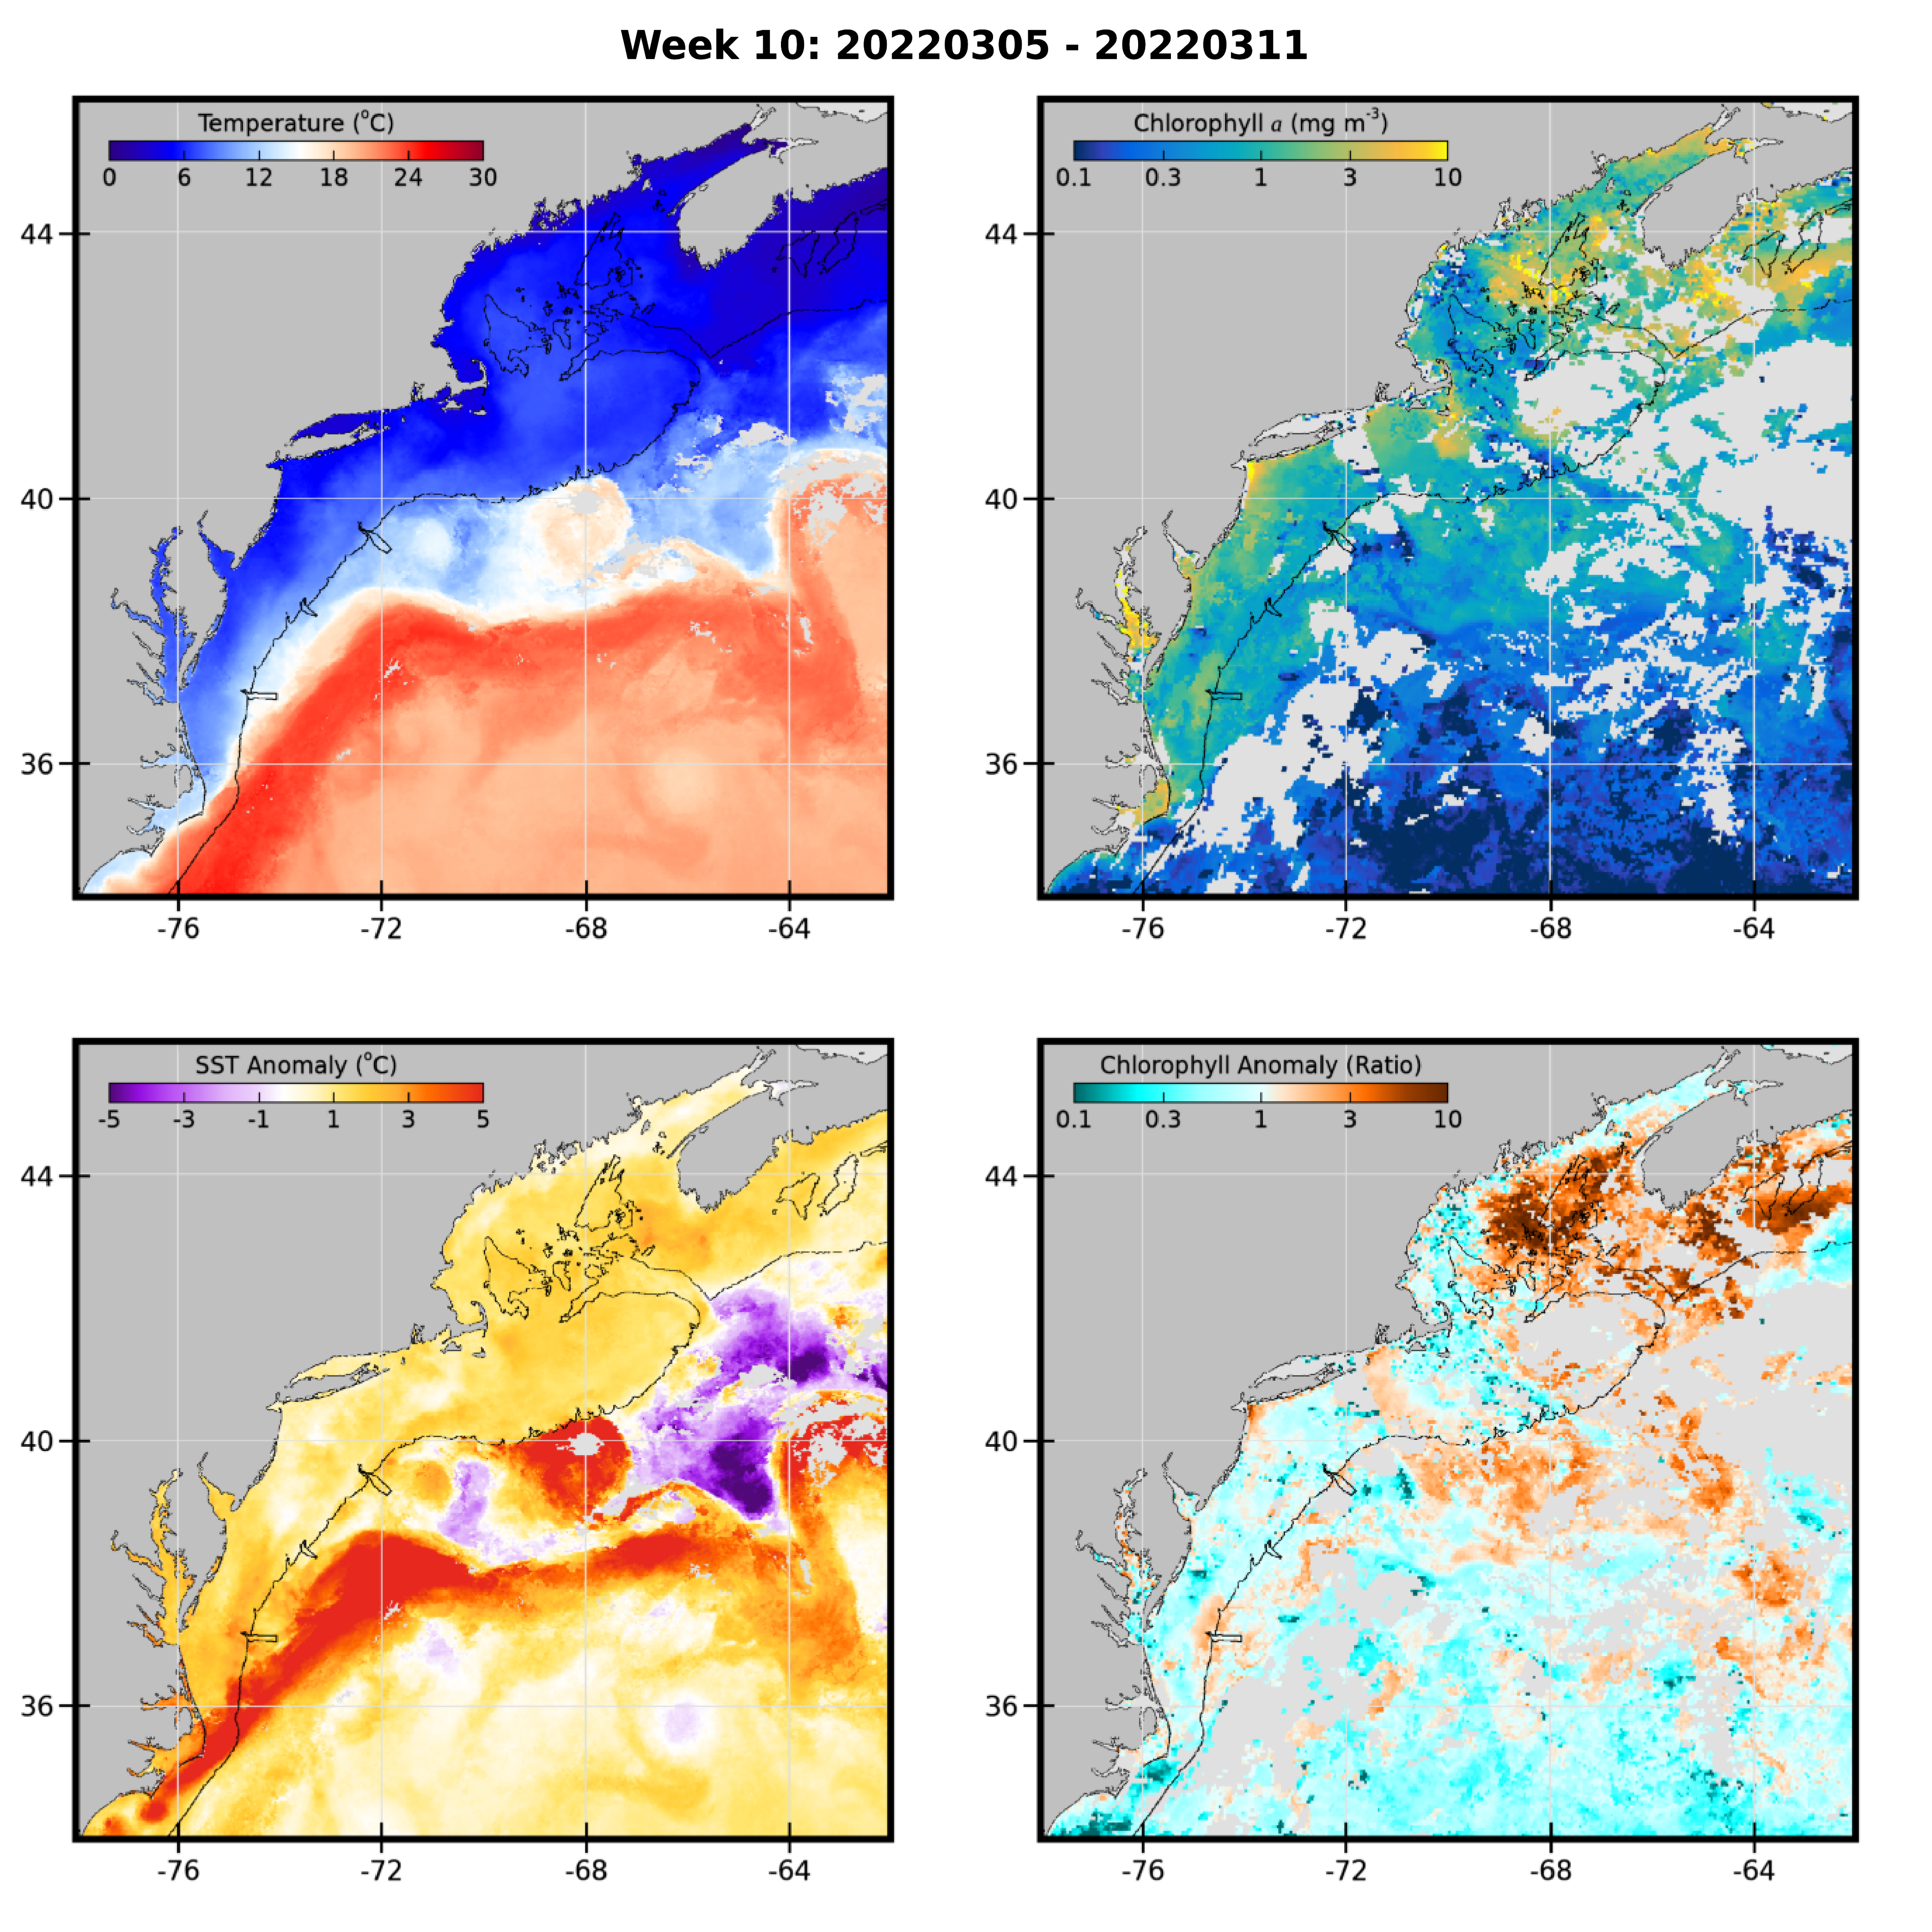 Week 10: 20220305 - 20220311
Temperature (°C)
0 6 12 18 24 30
44
40
36
-76 -72 -68 -64
Chlorophyll a (mg m⁻³)
0.1 0.3 1 3 10
44
40
36
-76 -72 -68 -64
SST Anomaly (°C)
-5 -3 -1 1 3 5
44
40
36
-76 -72 -68 -64
Chlorophyll Anomaly (Ratio)
0.1 0.3 1 3 10
44
40
36
-76 -72 -68 -64